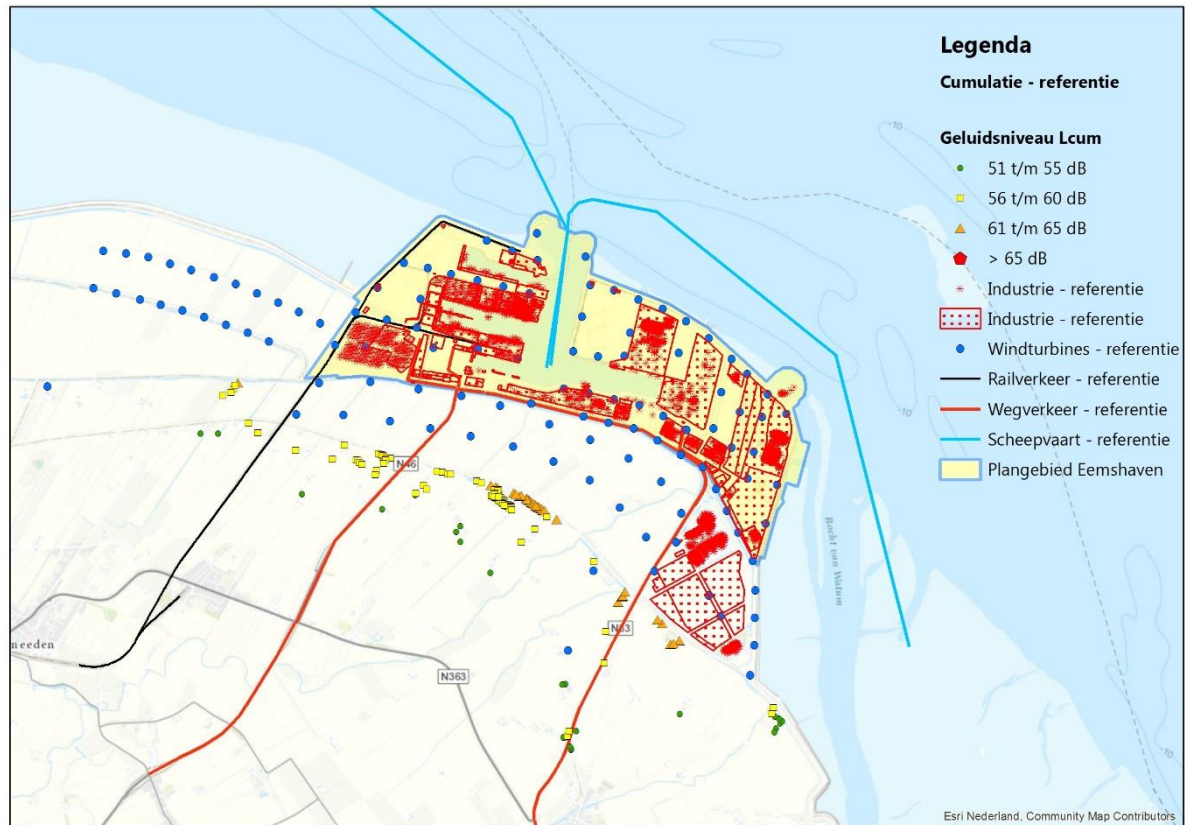 Legenda
Cumulatie - referentie
Geluidsniveau Lcum
51 t/m 55 dB
56 t/m 60 dB
61 t/m 65 dB
> 65 dB
Industrie - referentie
Industrie - referentie
Windturbines - referentie
Railverkeer - referentie
Wegverkeer - referentie
Scheepvaart - referentie
Plangebied Eemshaven
-10
-10
-10
N46
Bocht van Watum
meeden
N33
N363
Esri Nederland, Community Map Contributors